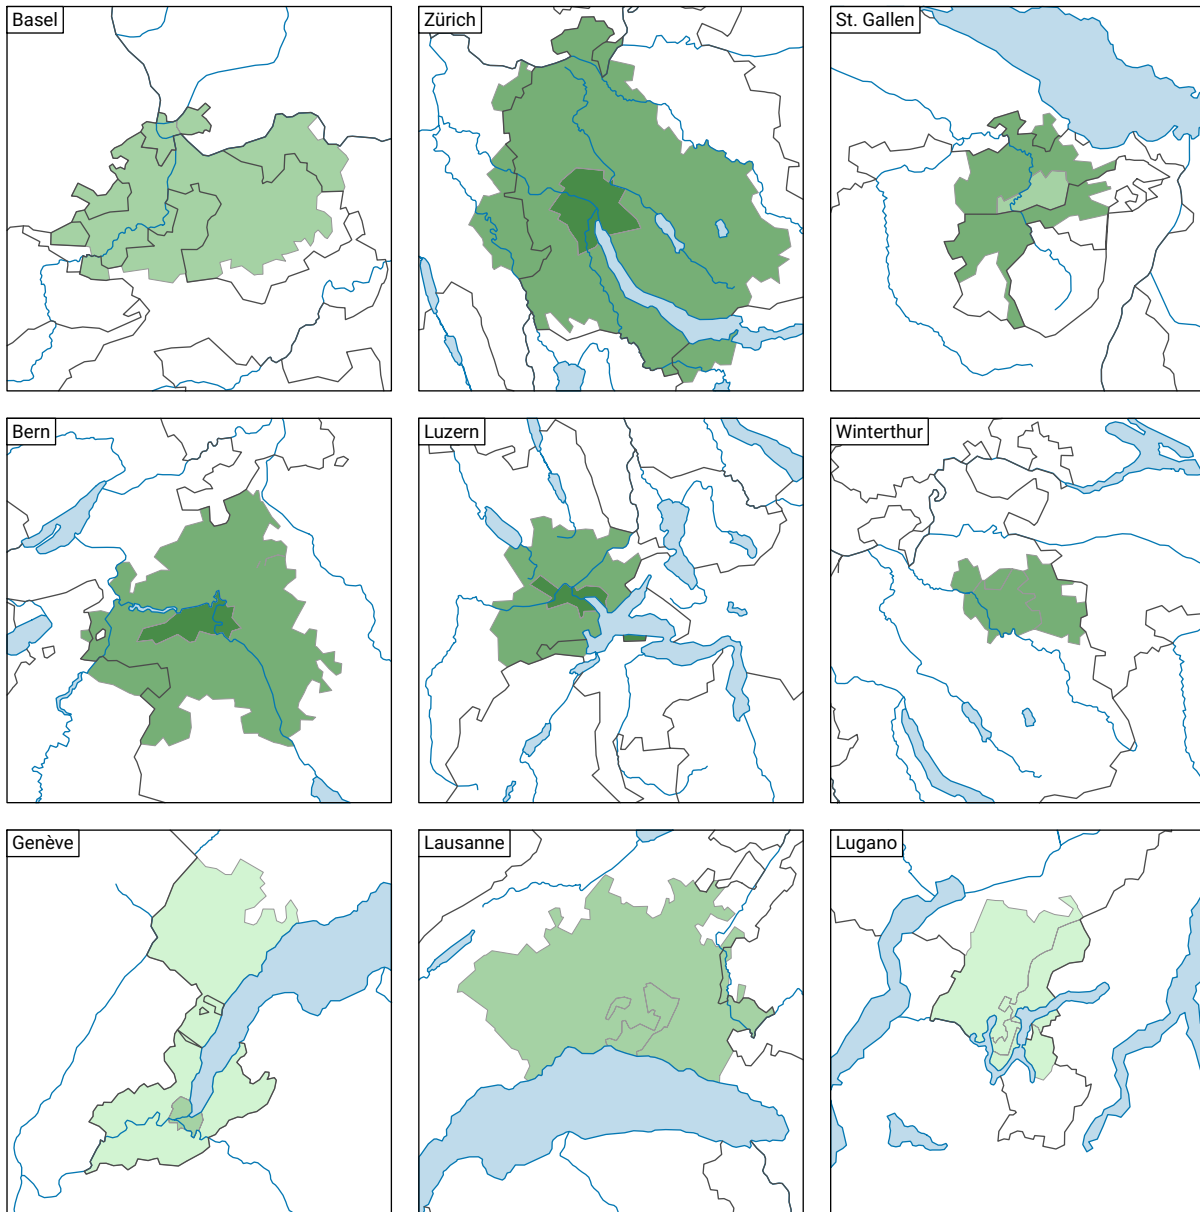 Basel
Zürich
St. Gallen
Bern
Luzern
Winterthur
Genève
Lausanne
Lugano